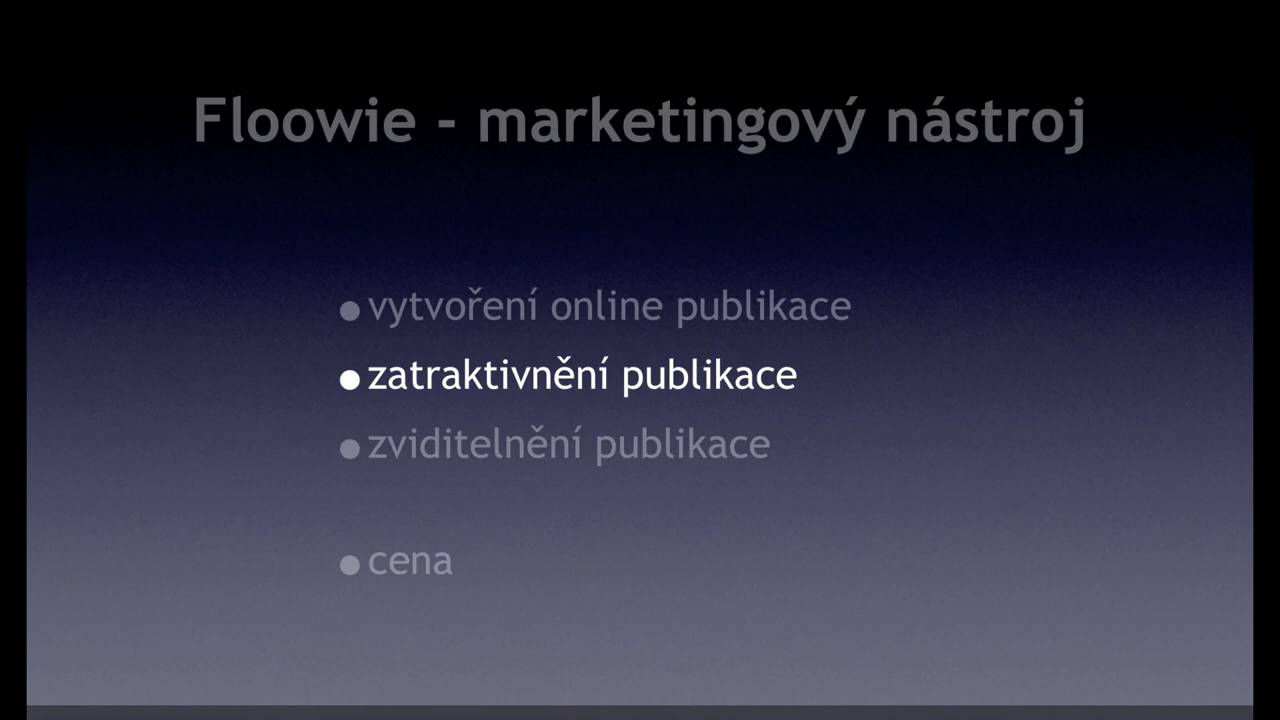 Floowie - marketingový nástroj
● vytvoření online publikace
● zatraktivnění publikace
● zviditelnění publikace
● cena